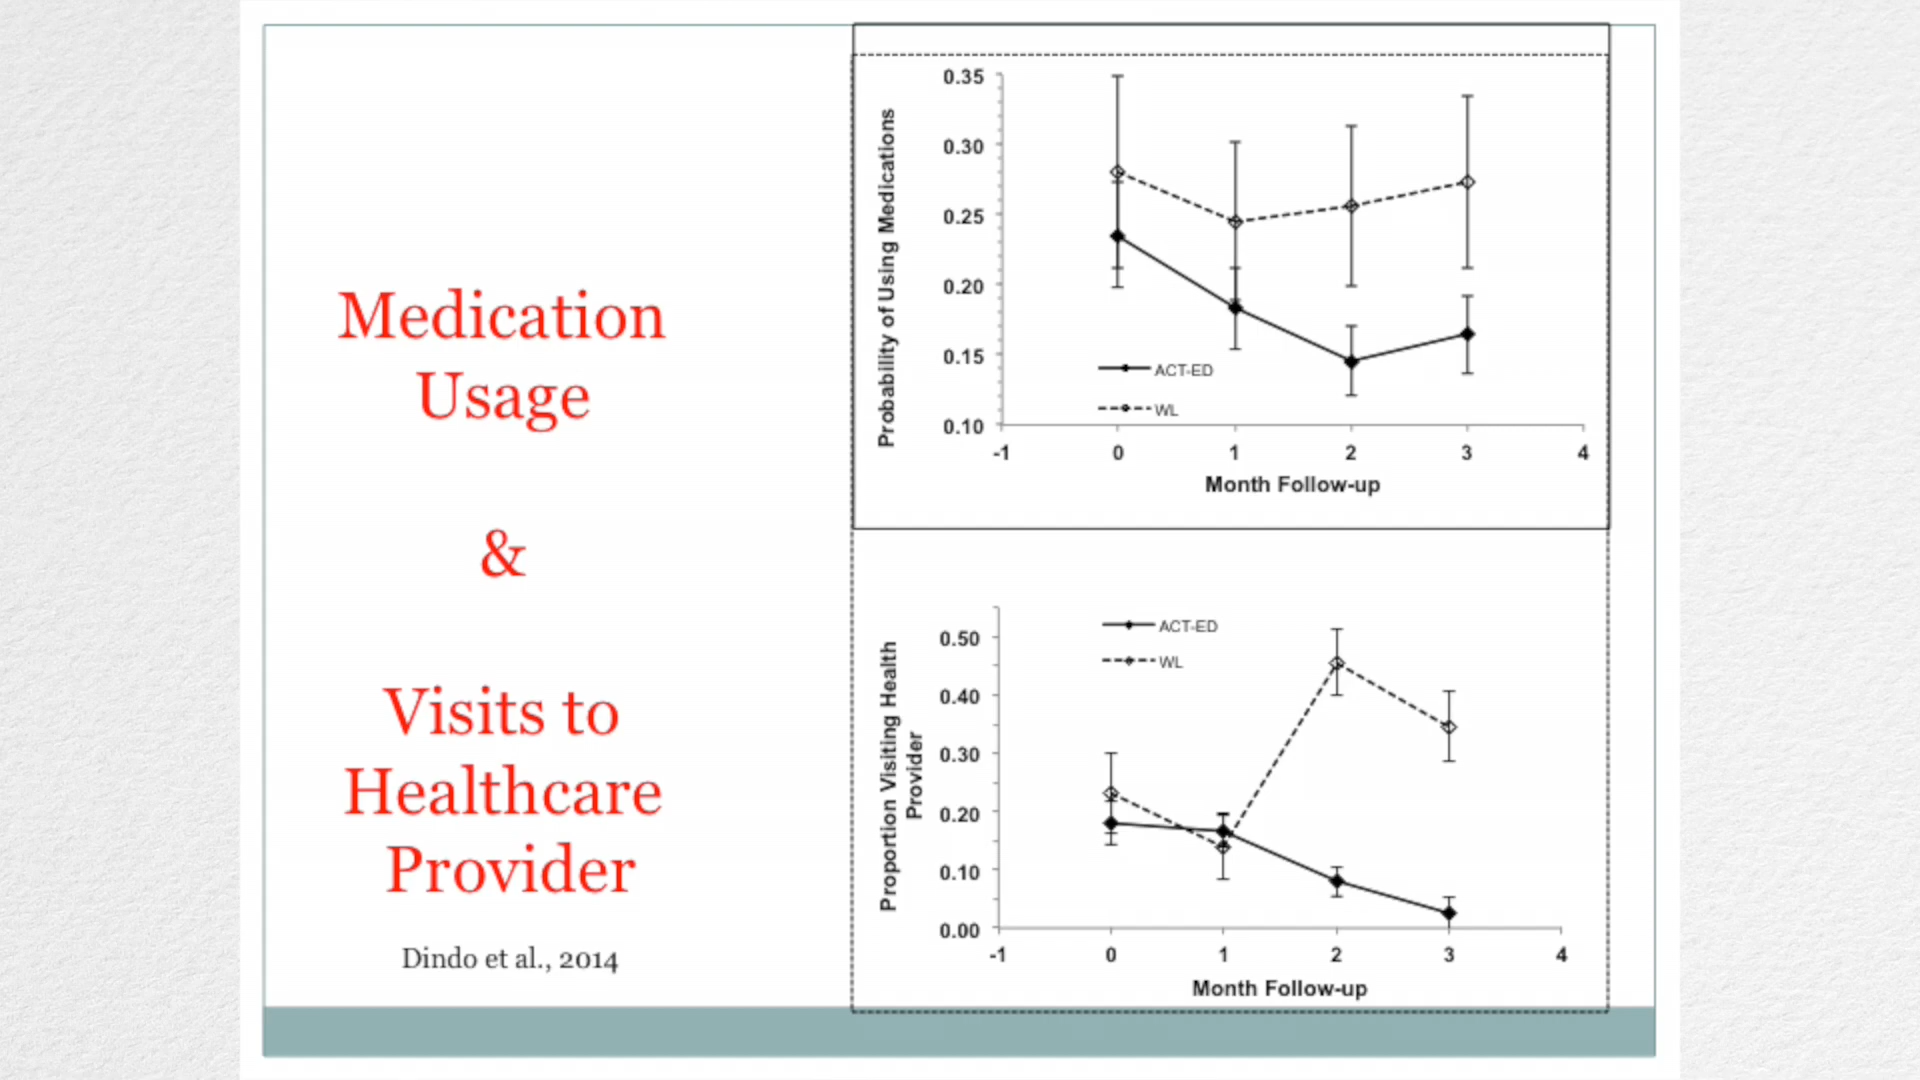 Medication
Usage
&
Visits to
Healthcare
Provider
Dindo et al., 2014
Probability of Using Medications
0.35
0.30
0.25
0.20
0.15
0.10
ACT-ED
WL
-1 0 1 2 3 4
Month Follow-up
Proportion Visiting Health
Provider
0.50
0.40
0.30
0.20
0.10
0.00
ACT-ED
WL
-1 0 1 2 3 4
Month Follow-up